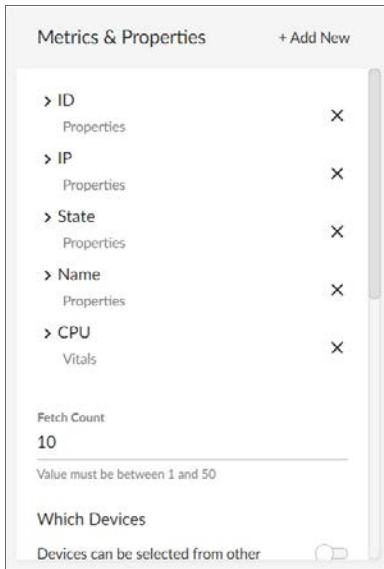 Metrics & Properties + Add New
ID
Properties
IP
Properties
State
Properties
Name
Properties
CPU
Vitals
Fetch Count
10
Value must be between 1 and 50
Which Devices
Devices can be selected from other